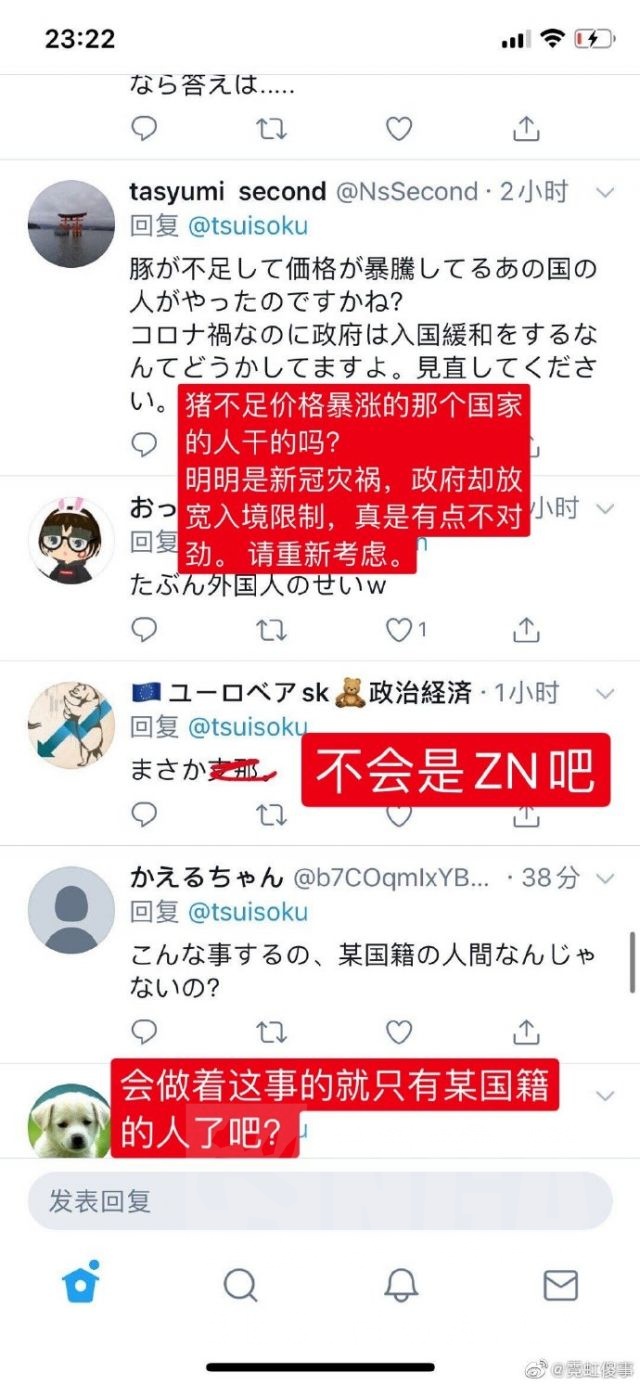 23:22
なら答えは.....
tasyumi second @NsSecond · 2小时
回复 @tsuisoku
豚が不足して価格が暴騰してるあの国の
人がやったのですかね?
コロナ禍なのに政府は入国緩和をするな
んてどうかしてますよ。見直してくださ
い。
猪不足价格暴涨的那个国家
的人干的吗?
明明是新冠灾祸，政府却放
宽入境限制，真是有点不对
劲。请重新考虑。
おっ
小时
回复
たぶん外国人のせいw
1
ユーロベアsk 政治経済 · 1小时
回复 @tsuisoku
まさか支那。
不会是ZN吧
かえるちゃん @b7COqmIxYB... · 38分
回复 @tsuisoku
こんな事するの、某国籍の人間なんじゃ
ないの?
会做着这事的就只有某国籍
的人了吧?
发表回复
@霓虹傻事